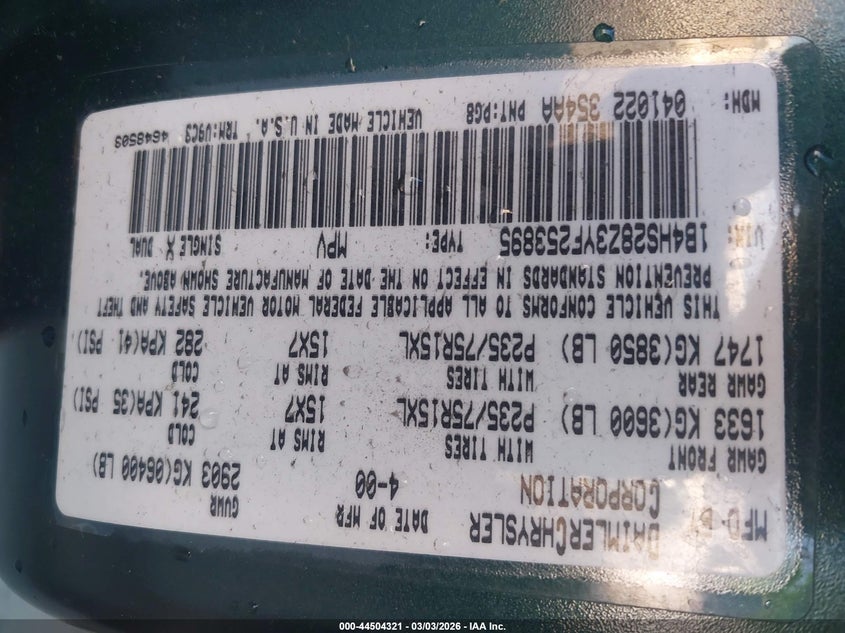 MFD BY DAIMLERCHRYSLER CORPORATION DATE OF MFR 4-00 GVWR 2903 KG(06400 LB)
GAWR FRONT WITH TIRES RIMS AT COLD
1633 KG(3600 LB) P235/75R15XL 15X7 241 KPA(35 PSI)
GAWR REAR WITH TIRES RIMS AT COLD
1747 KG(3850 LB) P235/75R15XL 15X7 282 KPA(41 PSI)
THIS VEHICLE CONFORMS TO ALL APPLICABLE FEDERAL MOTOR VEHICLE SAFETY AND THEFT
PREVENTION STANDARDS IN EFFECT ON THE DATE OF MANUFACTURE SHOWN ABOVE.
VIN: 1B4HS28Z3YF253895 TYPE: MPV SINGLE X DUAL
MDH: 041022 354AA PNT:PG8 VEHICLE MADE IN U.S.A. TRM:V9C3 4648503
000-44504321 - 03/03/2026 - IAA Inc.